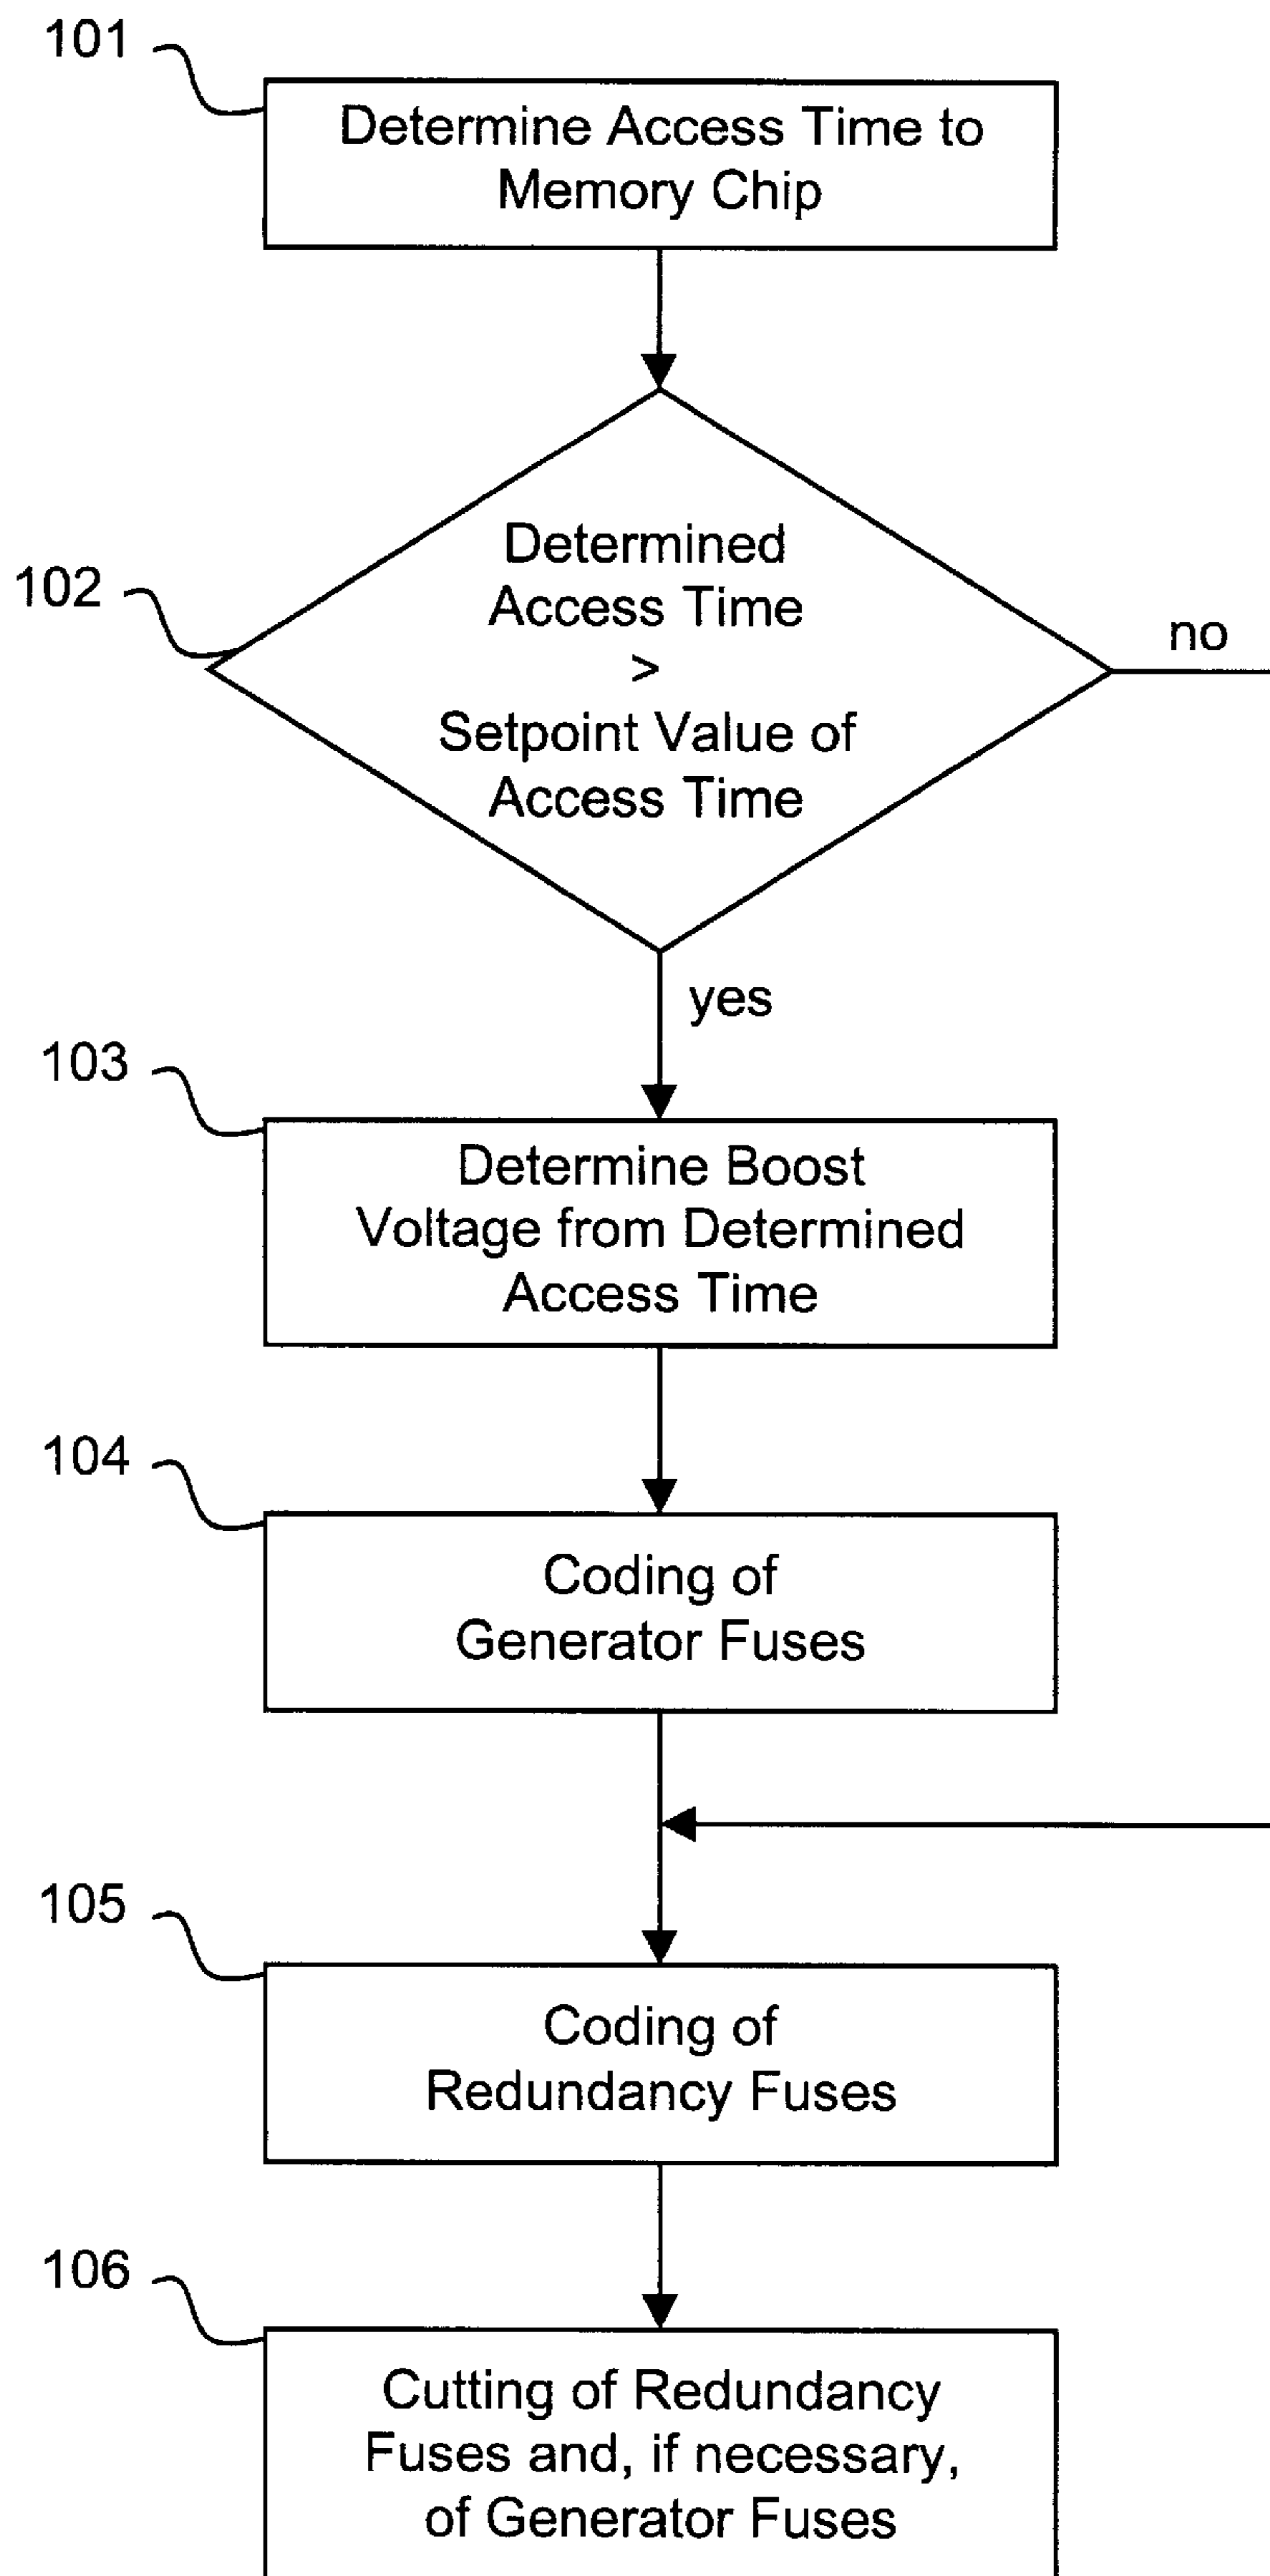 101
Determine Access Time to
Memory Chip
102
Determined
Access Time
>
Setpoint Value of
Access Time
no
yes
103
Determine Boost
Voltage from Determined
Access Time
104
Coding of
Generator Fuses
105
Coding of
Redundancy Fuses
106
Cutting of Redundancy
Fuses and, if necessary,
of Generator Fuses